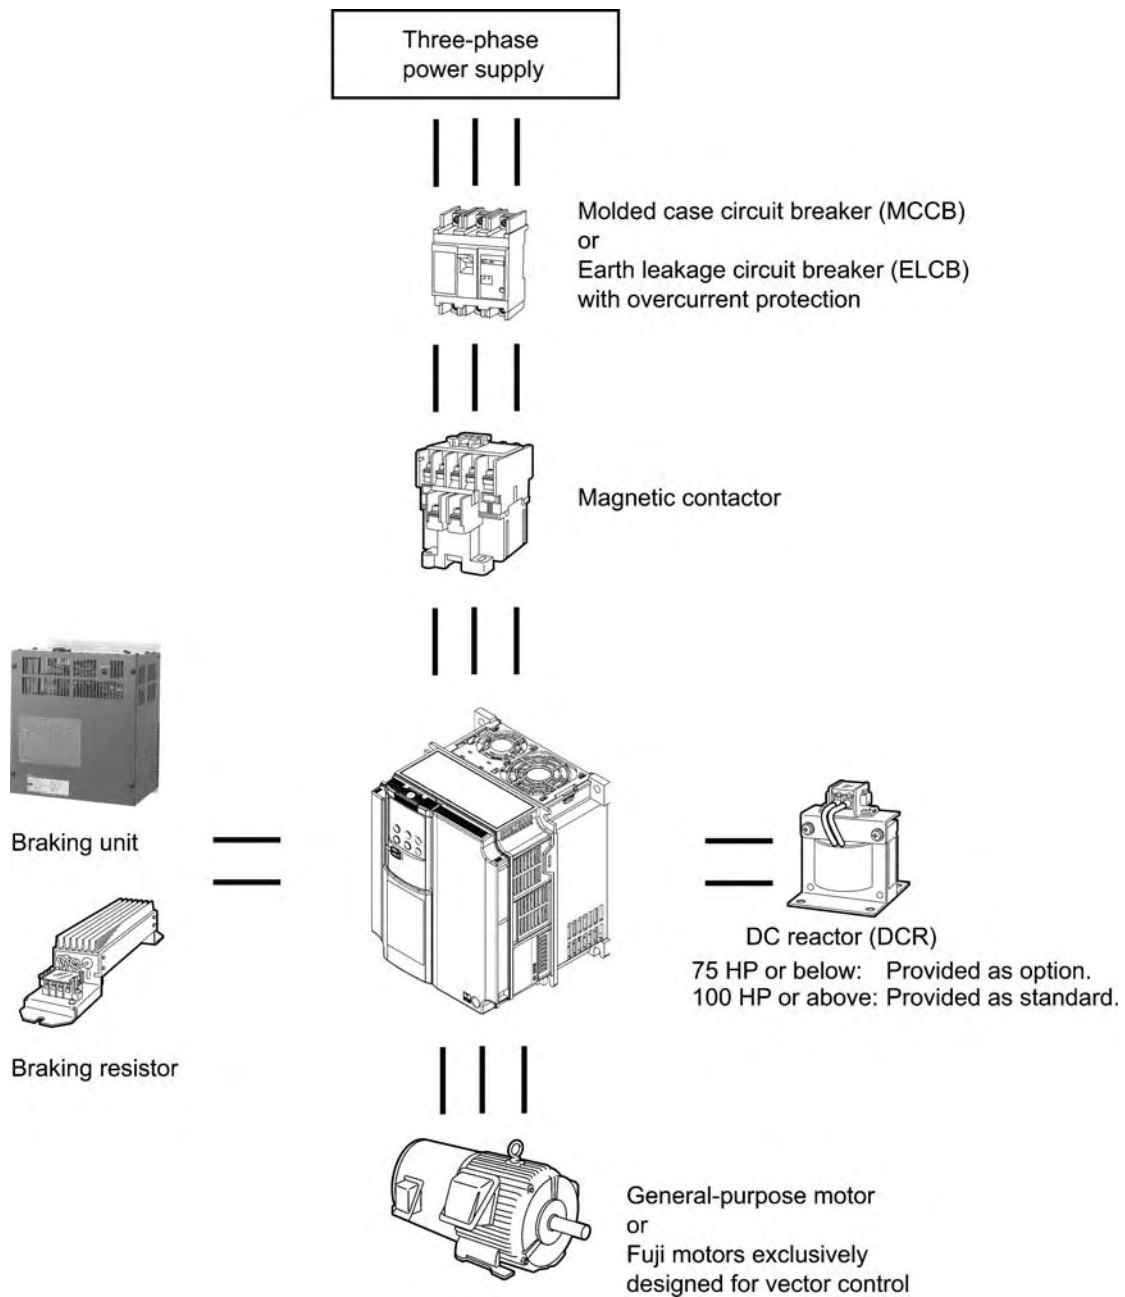 Three-phase
power supply
Molded case circuit breaker (MCCB)
or
Earth leakage circuit breaker (ELCB)
with overcurrent protection
Magnetic contactor
Braking unit
Braking resistor
DC reactor (DCR)
75 HP or below: Provided as option.
100 HP or above: Provided as standard.
General-purpose motor
or
Fuji motors exclusively
designed for vector control